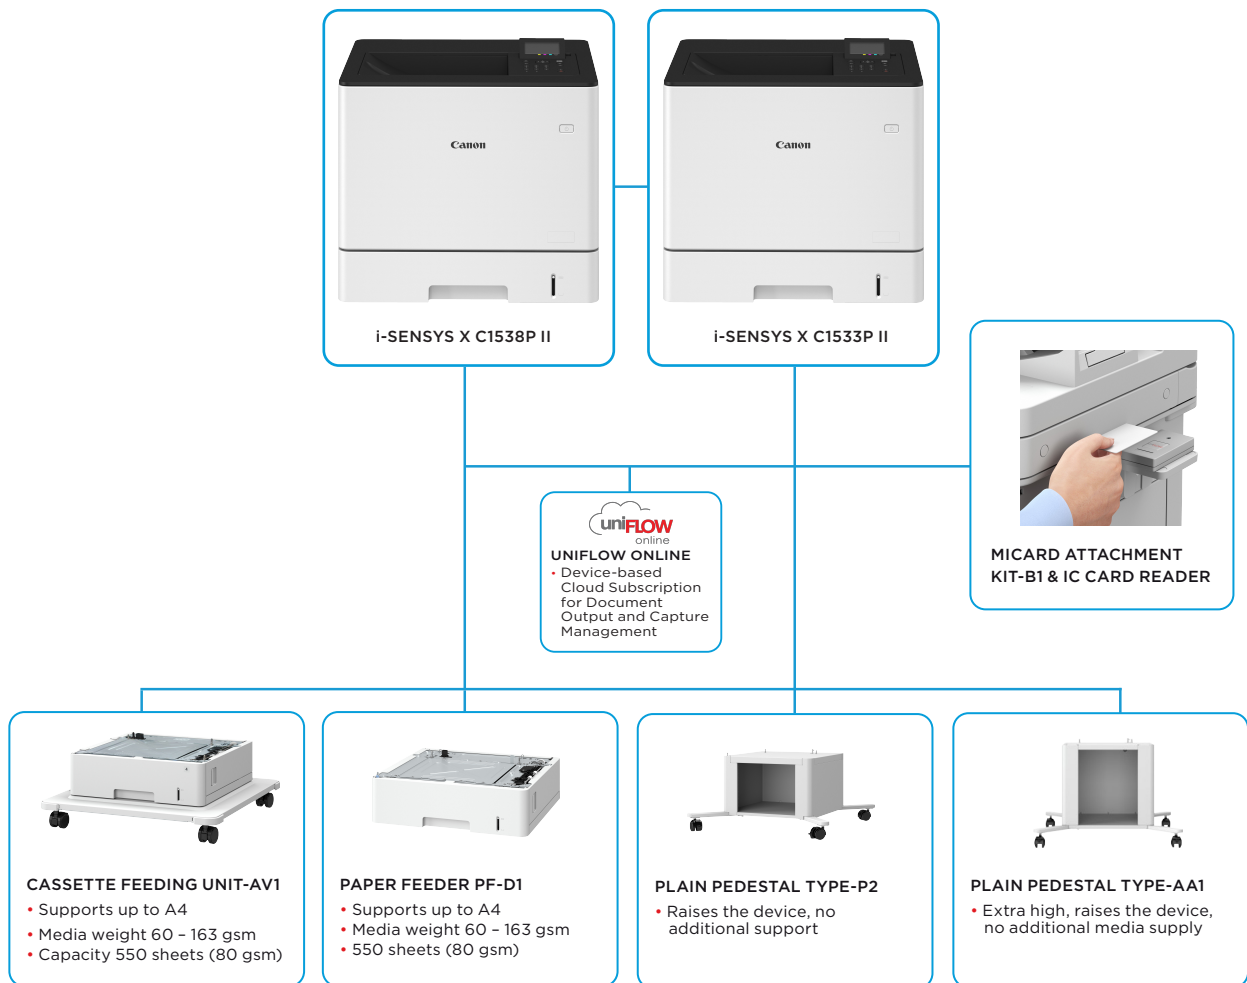 Canon
Canon
i-SENSYS X C1538P II
i-SENSYS X C1533P II
uniFLOW
online
UNIFLOW ONLINE
• Device-based
Cloud Subscription
for Document
Output and Capture
Management
MICARD ATTACHMENT
KIT-B1 & IC CARD READER
CASSETTE FEEDING UNIT-AV1
• Supports up to A4
• Media weight 60 – 163 gsm
• Capacity 550 sheets (80 gsm)
PAPER FEEDER PF-D1
• Supports up to A4
• Media weight 60 – 163 gsm
• 550 sheets (80 gsm)
PLAIN PEDESTAL TYPE-P2
• Raises the device, no
additional support
PLAIN PEDESTAL TYPE-AA1
• Extra high, raises the device,
no additional media supply